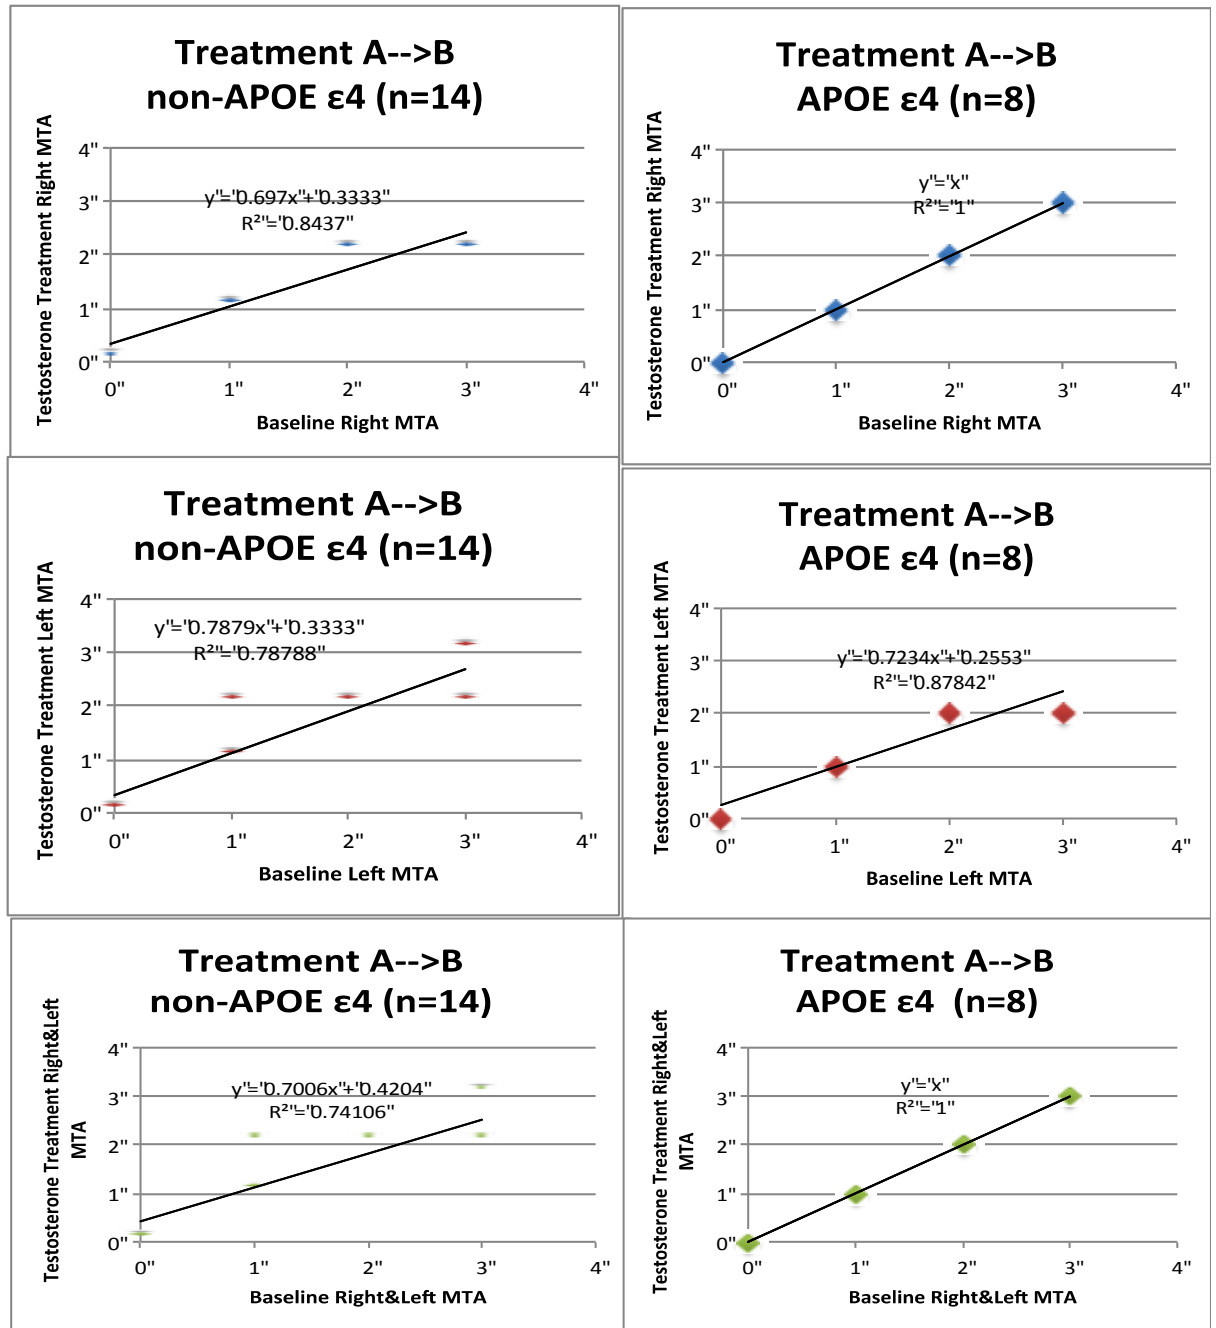 Treatment A-->B
non-APOE ε4 (n=14)
Testosterone Treatment Right MTA
4"
3"
2"
1"
0"
y"="0.697x"+"0.3333"
R²"="0.8437"
0" 1" 2" 3" 4"
Baseline Right MTA
Treatment A-->B
APOE ε4 (n=8)
Testosterone Treatment Right MTA
4"
3"
2"
1"
0"
y"="x"
R²"="1"
0" 1" 2" 3" 4"
Baseline Right MTA
Treatment A-->B
non-APOE ε4 (n=14)
Testosterone Treatment Left MTA
4"
3"
2"
1"
0"
y"="0.7879x"+"0.3333"
R²"="0.78788"
0" 1" 2" 3" 4"
Baseline Left MTA
Treatment A-->B
APOE ε4 (n=8)
Testosterone Treatment Left MTA
4"
3"
2"
1"
0"
y"="0.7234x"+"0.2553"
R²"="0.87842"
0" 1" 2" 3" 4"
Baseline Left MTA
Treatment A-->B
non-APOE ε4 (n=14)
Testosterone Treatment Right&Left
MTA
4"
3"
2"
1"
0"
y"="0.7006x"+"0.4204"
R²"="0.74106"
0" 1" 2" 3" 4"
Baseline Right&Left MTA
Treatment A-->B
APOE ε4 (n=8)
Testosterone Treatment Right&Left
MTA
4"
3"
2"
1"
0"
y"="x"
R²"="1"
0" 1" 2" 3" 4"
Baseline Right&Left MTA